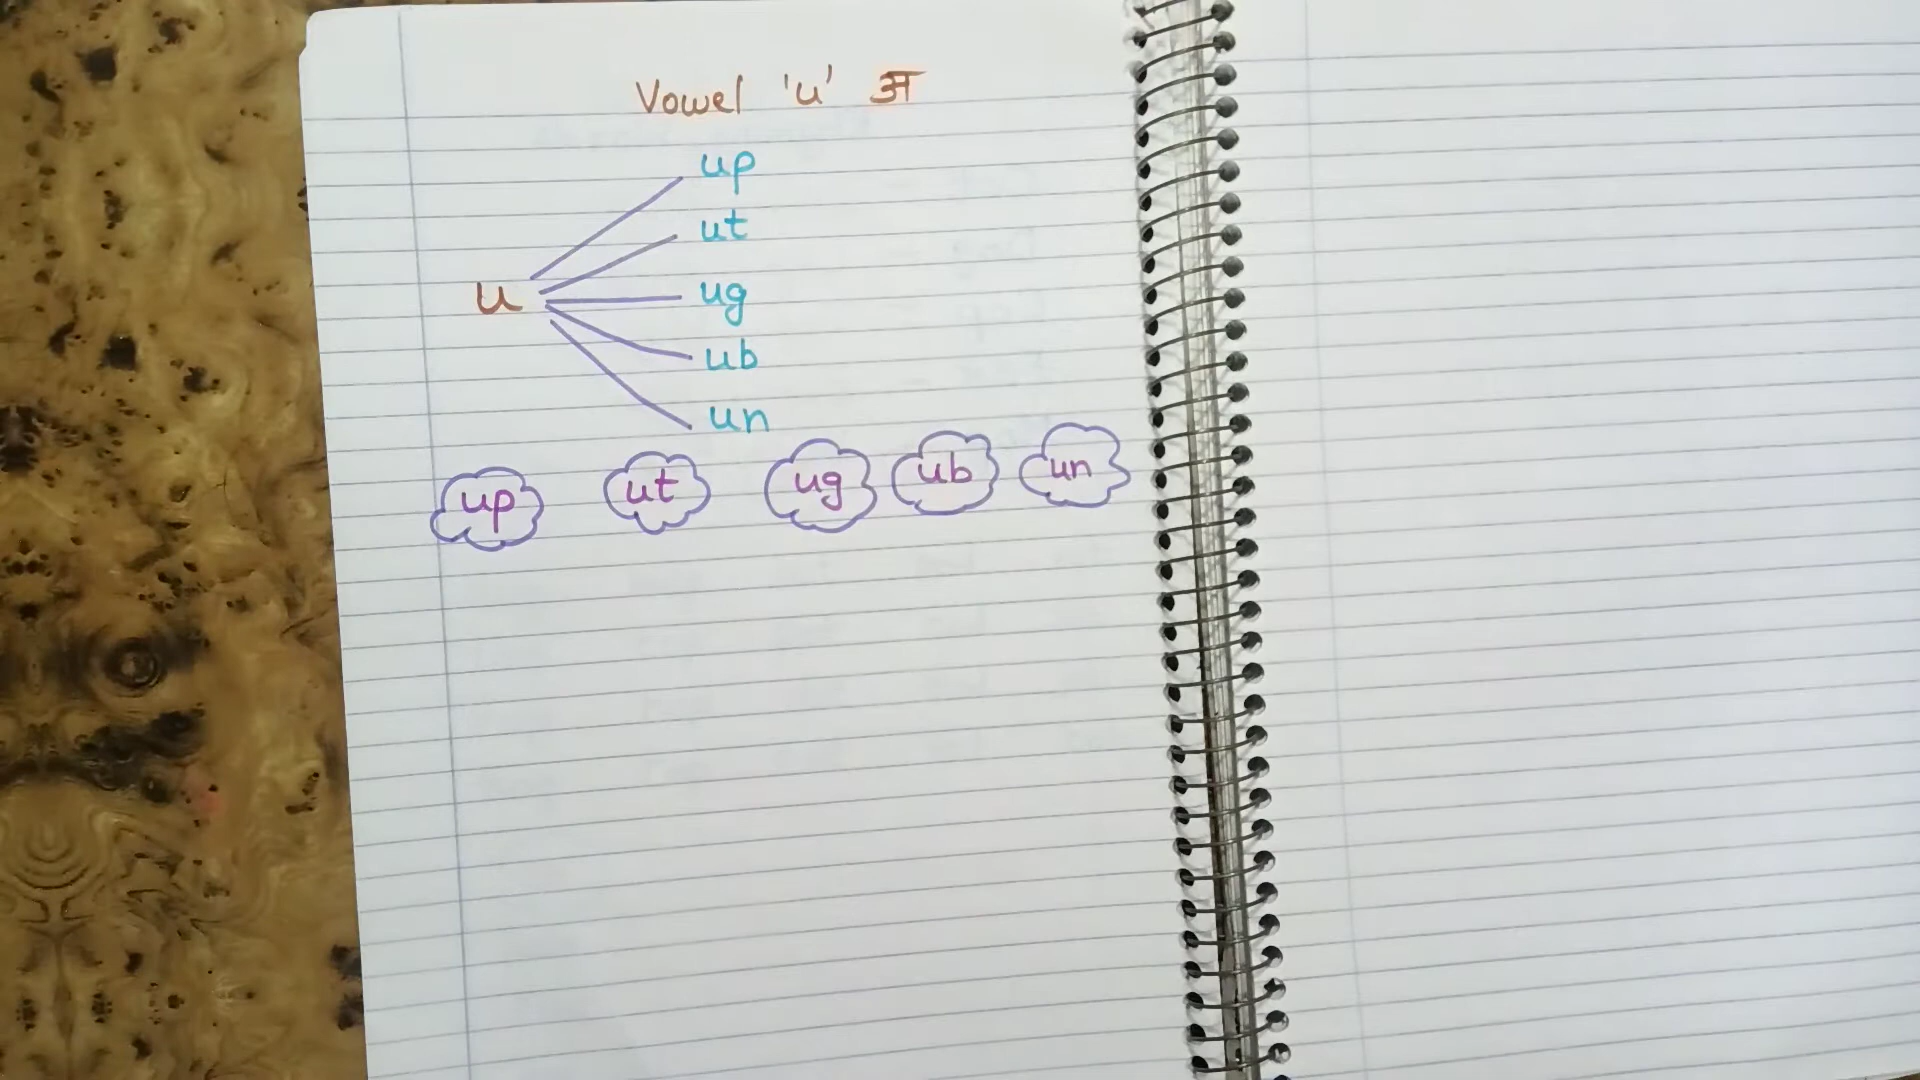 Vowel 'u' अ
up
ut
u
ug
ub
un
up ut ug ub un